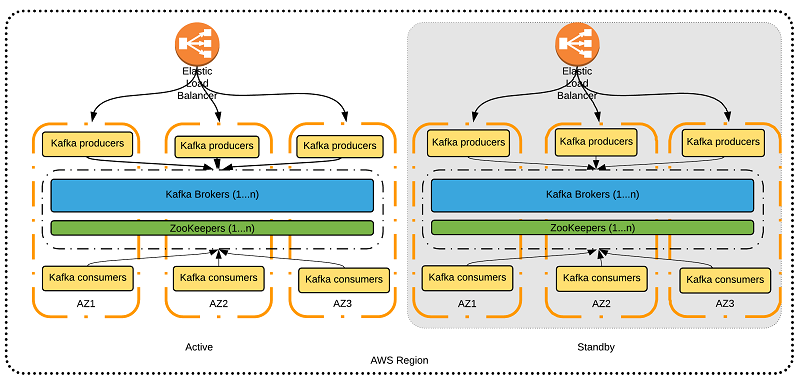 Elastic
Load
Balancer
Elastic
Load
Balancer
Kafka producers
Kafka producers
Kafka producers
Kafka producers
Kafka producers
Kafka producers
Kafka Brokers (1...n)
Kafka Brokers (1...n)
ZooKeepers (1...n)
ZooKeepers (1...n)
Kafka consumers
Kafka consumers
Kafka consumers
Kafka consumers
Kafka consumers
Kafka consumers
AZ1
AZ2
AZ3
AZ1
AZ2
AZ3
Active
Standby
AWS Region